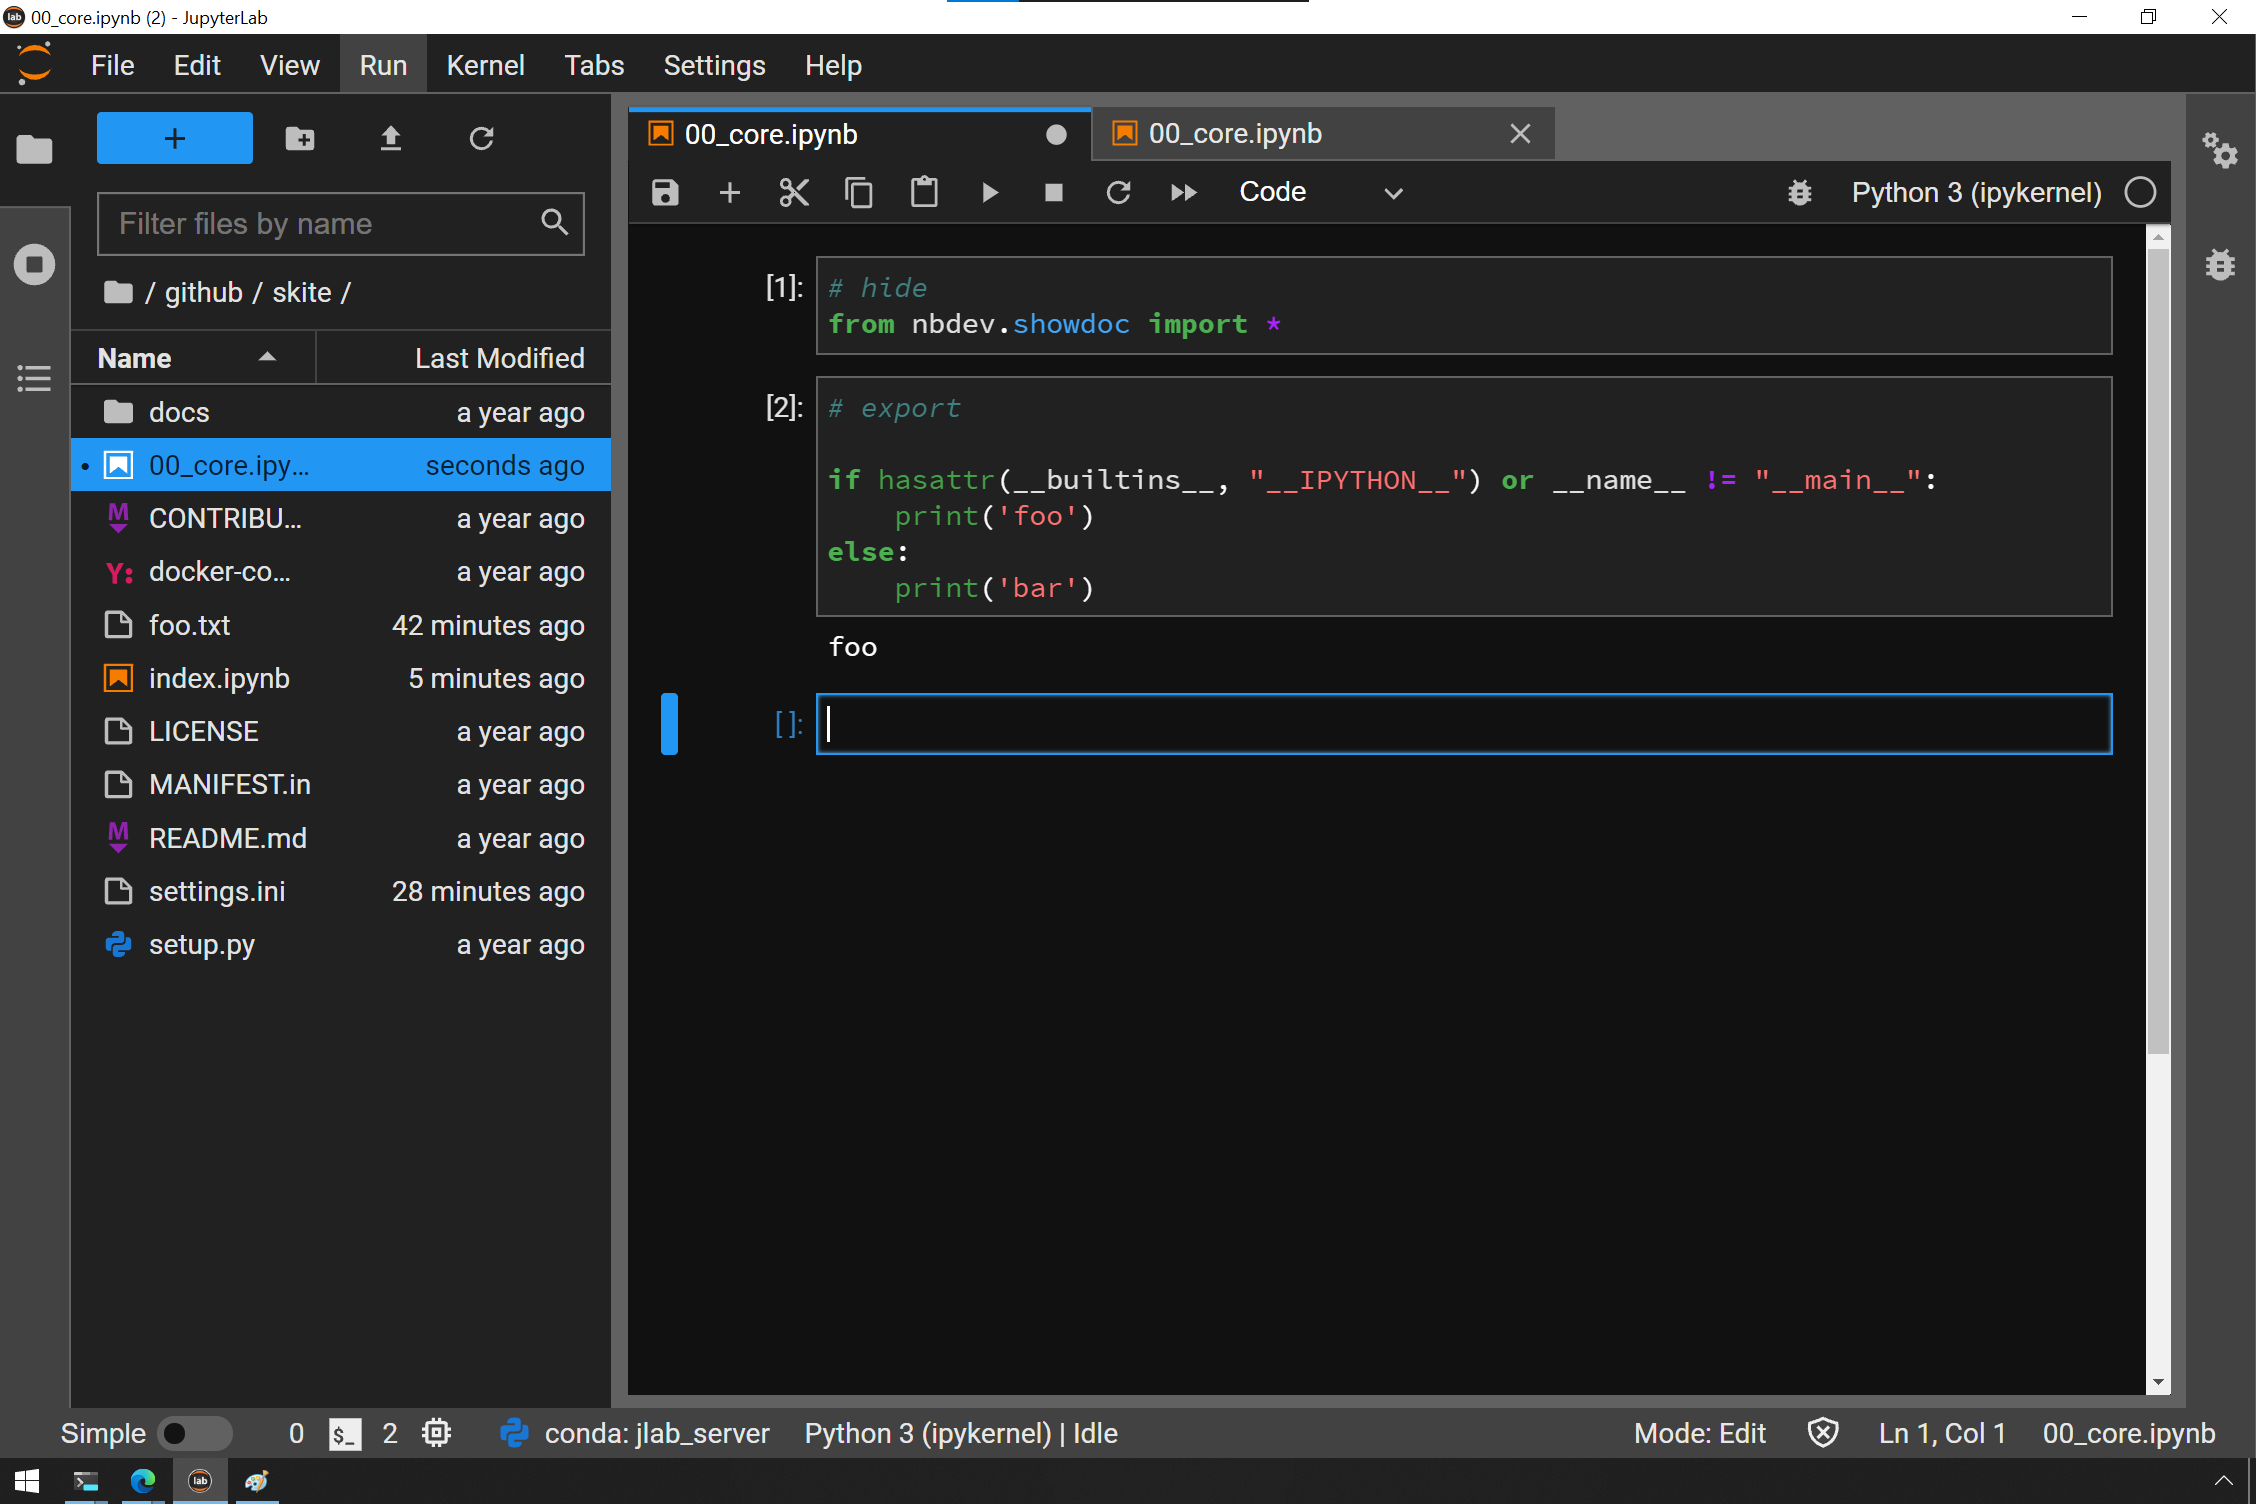 00_core.ipynb (2) - JupyterLab
File Edit View Run Kernel Tabs Settings Help
Filter files by name
/ github / skite /
Name Last Modified
docs a year ago
00_core.ipy... seconds ago
CONTRIBU... a year ago
docker-co... a year ago
foo.txt 42 minutes ago
index.ipynb 5 minutes ago
LICENSE a year ago
MANIFEST.in a year ago
README.md a year ago
settings.ini 28 minutes ago
setup.py a year ago
00_core.ipynb 00_core.ipynb
Code Python 3 (ipykernel)
[1]: # hide
from nbdev.showdoc import *
[2]: # export
if hasattr(__builtins__, "__IPYTHON__") or __name__ != "__main__":
    print('foo')
else:
    print('bar')
foo
[ ]:
Simple 0 $_ 2 conda: jlab_server Python 3 (ipykernel) | Idle Mode: Edit Ln 1, Col 1 00_core.ipynb
lab